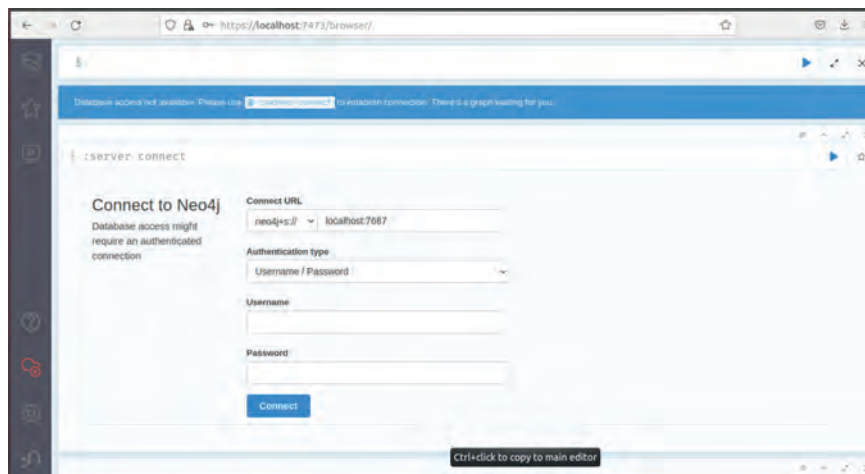 https://localhost:7473/browser/
$
Database access not available. Please use :server connect to establish connection. There's a graph waiting for you.
:server connect
Connect to Neo4j
Database access might
require an authenticated
connection
Connect URL
neo4j+s://
localhost:7687
Authentication type
Username / Password
Username
Password
Connect
Ctrl+click to copy to main editor